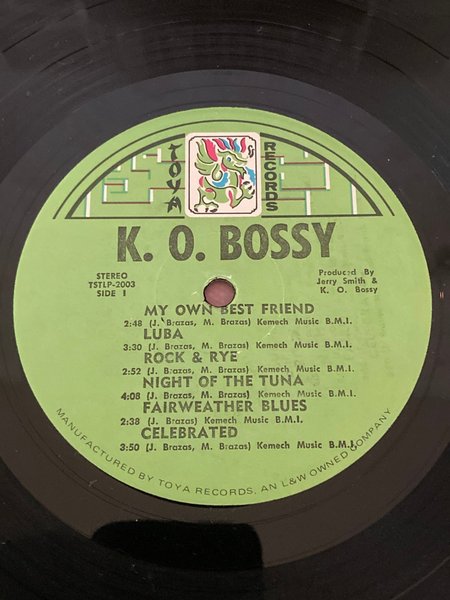 TOYA
RECORDS
K. O. BOSSY
STEREO
TSTLP-2003
SIDE 1
Produced By
Jerry Smith &
K. O. Bossy
MY OWN BEST FRIEND
2:48 (J. Brazas, M. Brazas) Kemech Music B.M.I.
LUBA
3:30 (J. Brazas, M. Brazas) Kemech Music B.M.I.
ROCK & RYE
2:52 (J. Brazas, M. Brazas) Kemech Music B.M.I.
NIGHT OF THE TUNA
4:08 (J. Brazas, M. Brazas) Kemech Music B.M.I.
FAIRWEATHER BLUES
2:38 (J. Brazas, M. Brazas) Kemech Music B.M.I.
CELEBRATED
3:50 (J. Brazas, M. Brazas) Kemech Music B.M.I.
MANUFACTURED BY TOYA RECORDS, AN L&W OWNED COMPANY